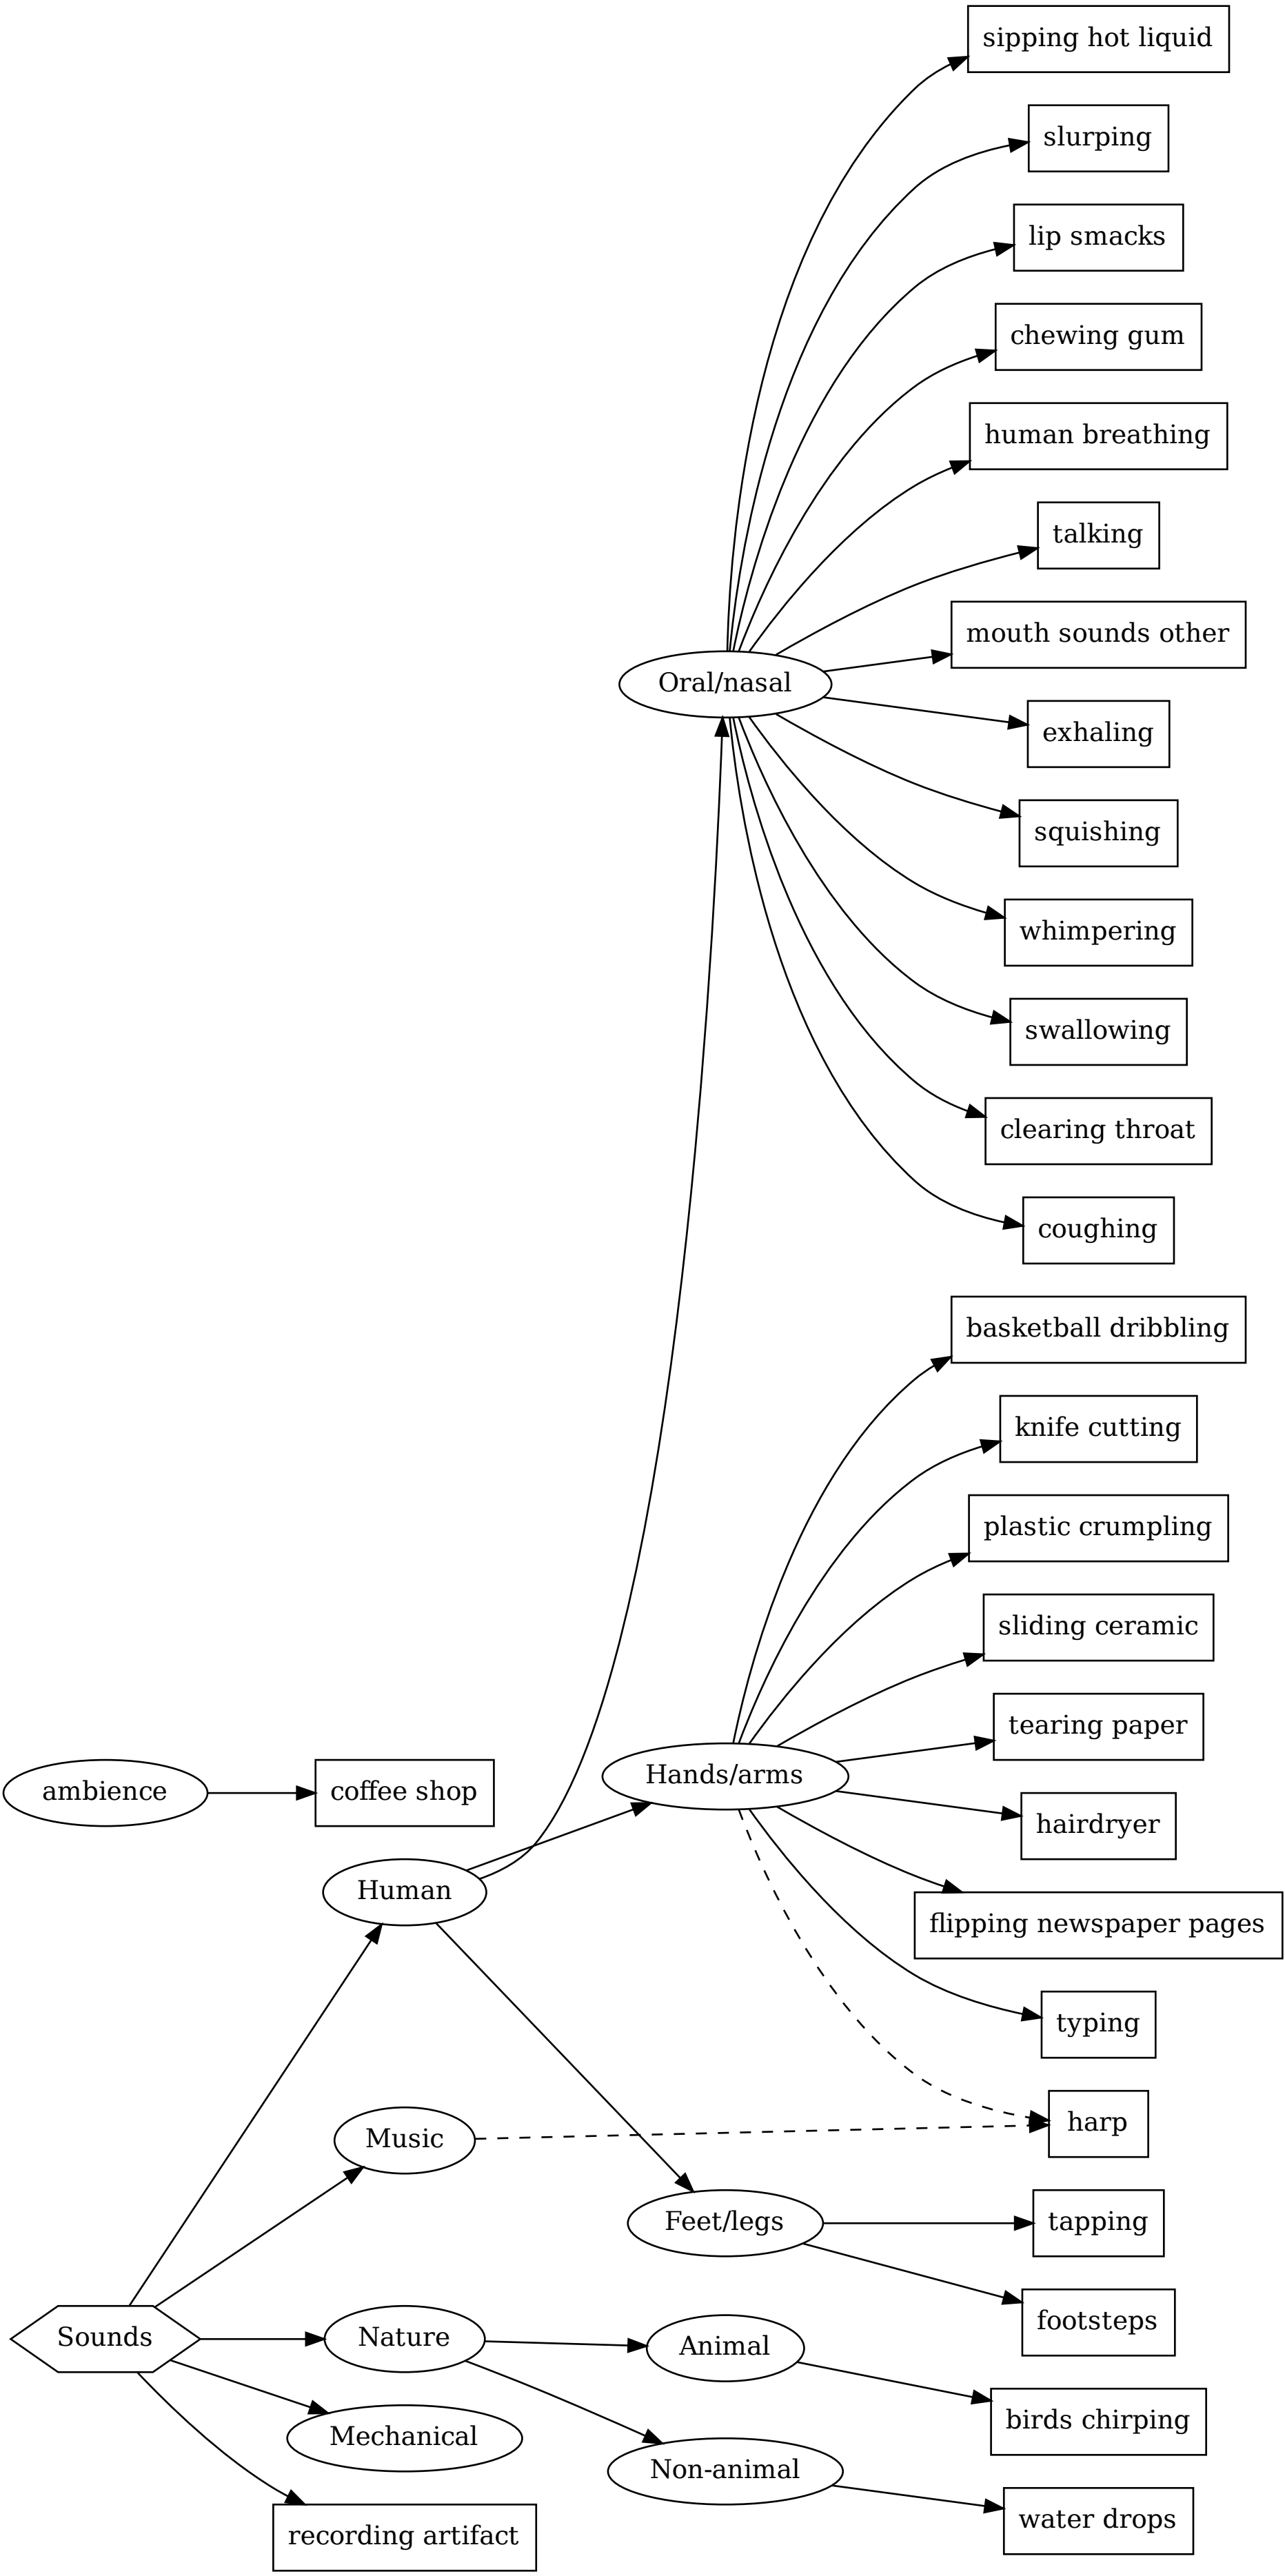 sipping hot liquid
slurping
lip smacks
chewing gum
human breathing
talking
mouth sounds other
Oral/nasal
exhaling
squishing
whimpering
swallowing
clearing throat
coughing
basketball dribbling
knife cutting
plastic crumpling
sliding ceramic
tearing paper
Hands/arms
ambience
coffee shop
hairdryer
Human
flipping newspaper pages
typing
harp
Music
tapping
Feet/legs
footsteps
Sounds
Nature
Animal
birds chirping
Mechanical
Non-animal
water drops
recording artifact